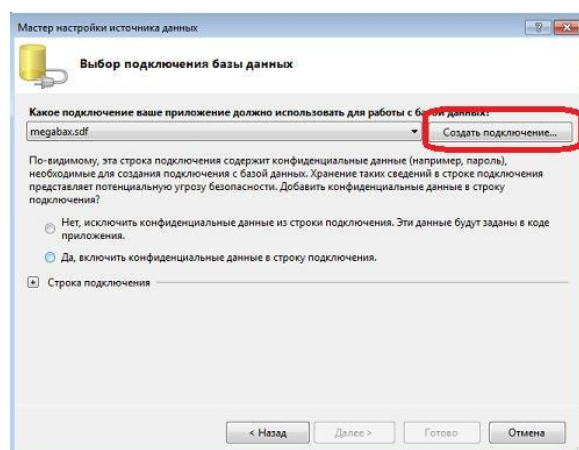 Мастер настройки источника данных
Выбор подключения базы данных
Какое подключение ваше приложение должно использовать для работы с базой данных?
megabax.sdf
Создать подключение...
По-видимому, эта строка подключения содержит конфиденциальные данные (например, пароль),
необходимые для создания подключения с базой данных. Хранение таких сведений в строке подключения
представляет потенциальную угрозу безопасности. Добавить конфиденциальные данные в строку
подключения?
Нет, исключить конфиденциальные данные из строки подключения. Эти данные будут заданы в коде
приложения.
Да, включить конфиденциальные данные в строку подключения.
Строка подключения
< Назад
Далее >
Готово
Отмена